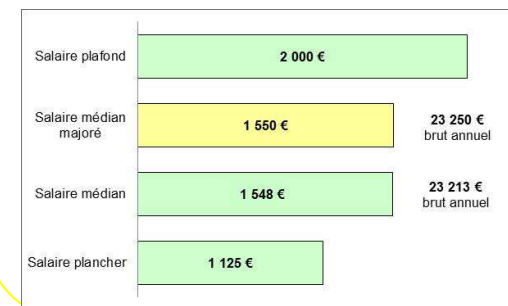 Salaire plafond
2 000 €
Salaire médian
majoré
1 550 €
23 250 €
brut annuel
Salaire médian
1 548 €
23 213 €
brut annuel
Salaire plancher
1 125 €